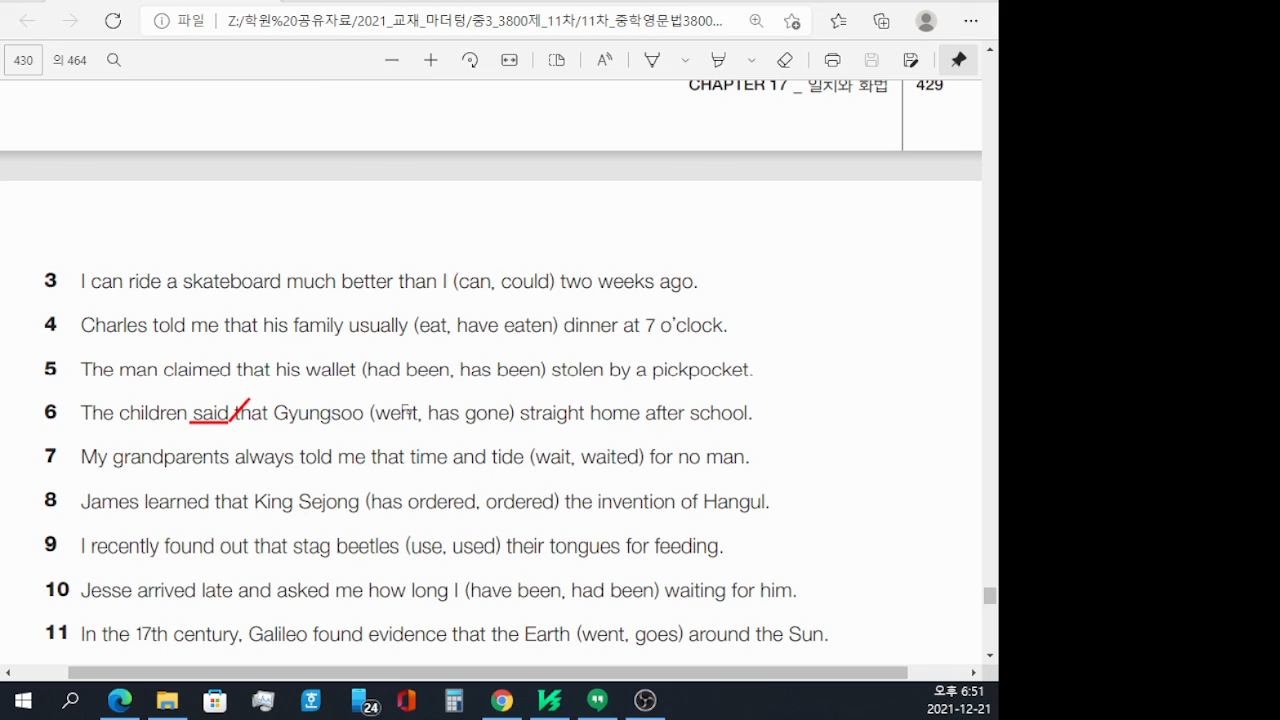 파일
Z:/학원%20공유자료/2021_교재_마더텅/중3_3800제_11차/11차_중학영문법3800...
430 의 464
CHAPTER 17 _ 일치와 화법 429
3 I can ride a skateboard much better than I (can, could) two weeks ago.
4 Charles told me that his family usually (eat, have eaten) dinner at 7 o'clock.
5 The man claimed that his wallet (had been, has been) stolen by a pickpocket.
6 The children said that Gyungsoo (went, has gone) straight home after school.
7 My grandparents always told me that time and tide (wait, waited) for no man.
8 James learned that King Sejong (has ordered, ordered) the invention of Hangul.
9 I recently found out that stag beetles (use, used) their tongues for feeding.
10 Jesse arrived late and asked me how long I (have been, had been) waiting for him.
11 In the 17th century, Galileo found evidence that the Earth (went, goes) around the Sun.
24
오후 6:51
2021-12-21